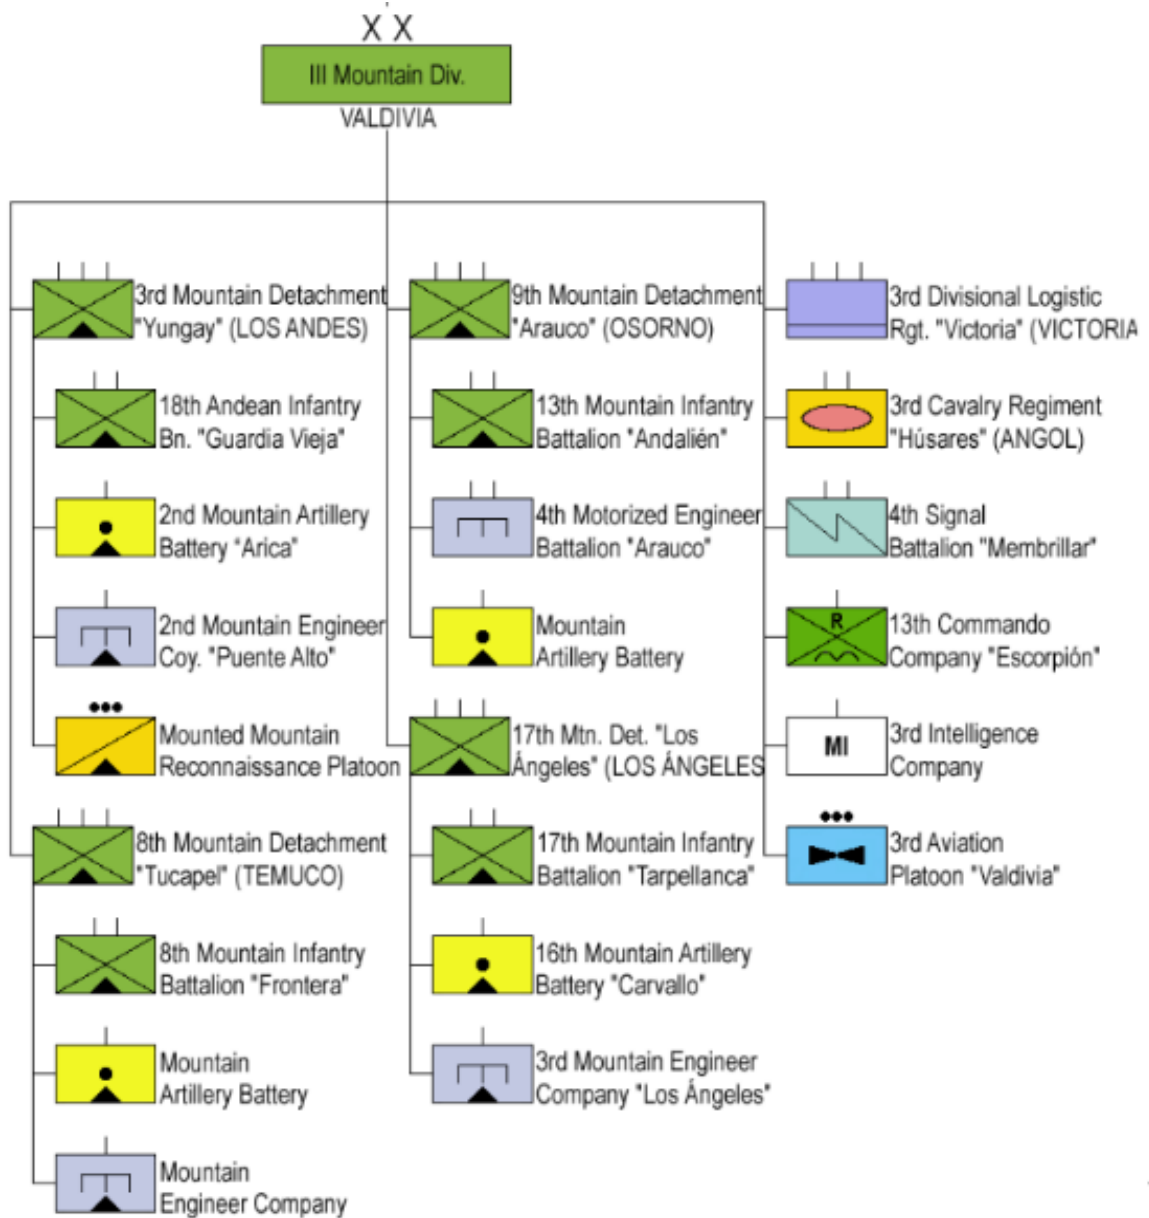 X X
III Mountain Div.
VALDIVIA
3rd Mountain Detachment
"Yungay" (LOS ANDES)
18th Andean Infantry
Bn. "Guardia Vieja"
2nd Mountain Artillery
Battery "Arica"
2nd Mountain Engineer
Coy. "Puente Alto"
Mounted Mountain
Reconnaissance Platoon
8th Mountain Detachment
"Tucapel" (TEMUCO)
8th Mountain Infantry
Battalion "Frontera"
Mountain
Artillery Battery
Mountain
Engineer Company
9th Mountain Detachment
"Arauco" (OSORNO)
13th Mountain Infantry
Battalion "Andalién"
4th Motorized Engineer
Battalion "Arauco"
Mountain
Artillery Battery
17th Mtn. Det. "Los
Ángeles" (LOS ÁNGELES
17th Mountain Infantry
Battalion "Tarpellanca"
16th Mountain Artillery
Battery "Carvallo"
3rd Mountain Engineer
Company "Los Ángeles"
3rd Divisional Logistic
Rgt. "Victoria" (VICTORIA
3rd Cavalry Regiment
"Húsares" (ANGOL)
4th Signal
Battalion "Membrillar"
R
13th Commando
Company "Escorpión"
MI
3rd Intelligence
Company
3rd Aviation
Platoon "Valdivia"